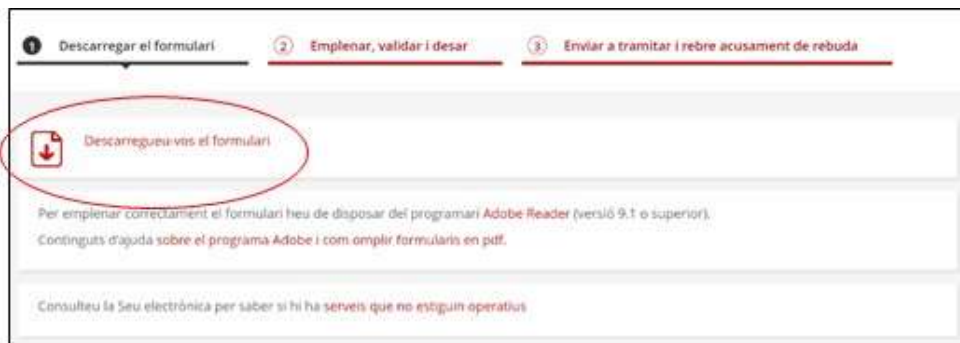 1 Descarregar el formulari 2 Emplenar, validar i desar 3 Enviar a tramitar i rebre acusament de rebuda
Descarregueu-vos el formulari
Per emplenar correctament el formulari heu de disposar del programari Adobe Reader (versió 9.1 o superior).
Continguts d'ajuda sobre el programa Adobe i com omplir formularis en pdf.
Consulteu la Seu electrònica per saber si hi ha serveis que no estiguin operatius